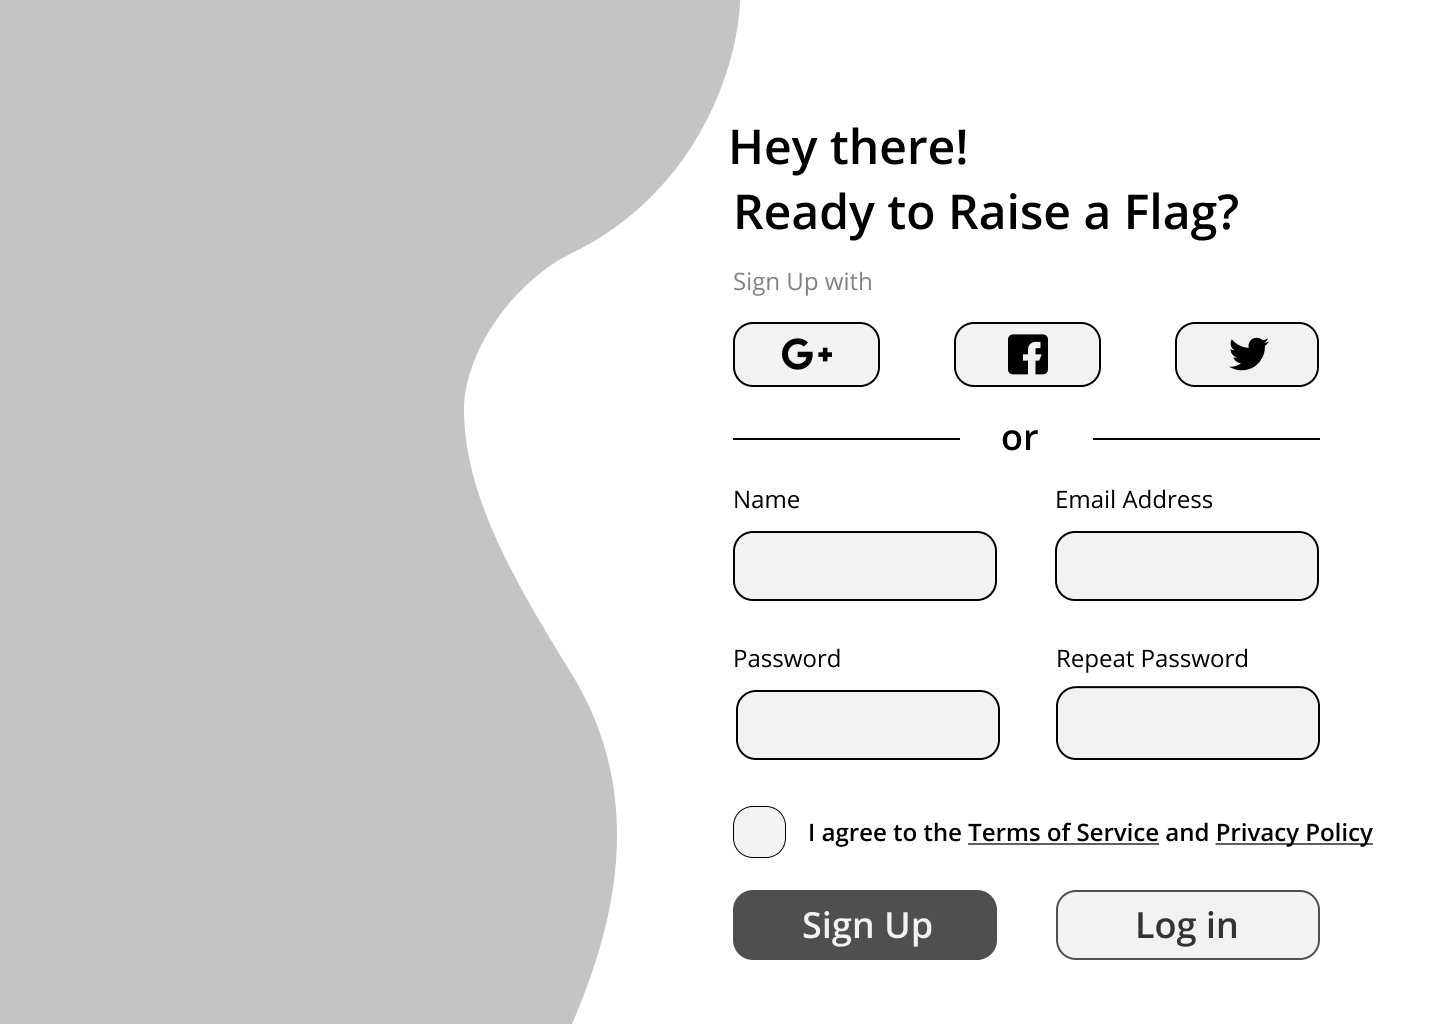 Hey there!
Ready to Raise a Flag?
Sign Up with
G+
or
Name
Email Address
Password
Repeat Password
I agree to the Terms of Service and Privacy Policy
Sign Up
Log in